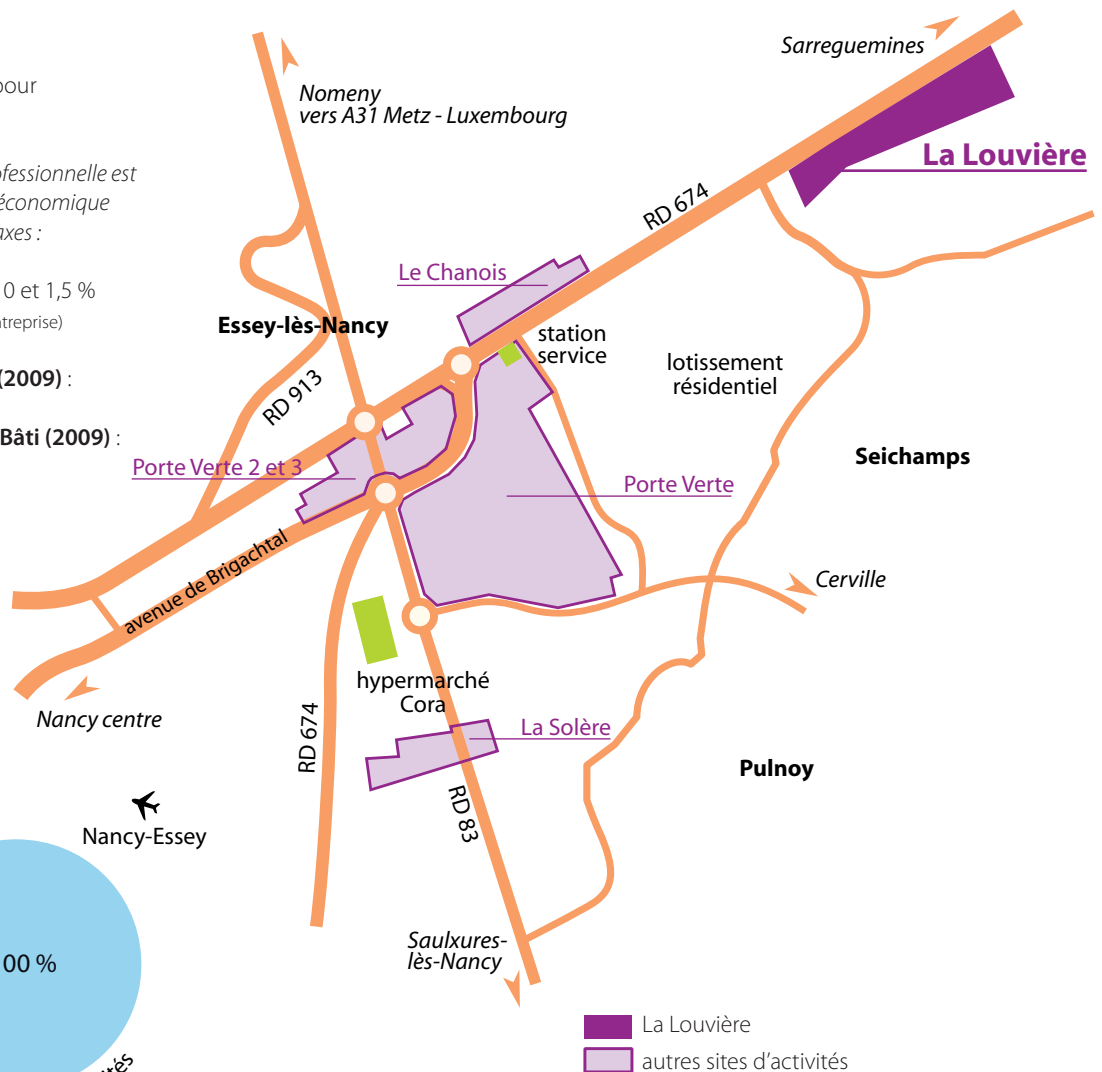 pour
ofessionnelle est
économique
axes :
0 et 1,5 %
ntreprise)
(2009) :
Bâti (2009) :
Sarreguemines
Nomeny
vers A31 Metz - Luxembourg
La Louvière
RD 674
Le Chanois
Essey-lès-Nancy
station
service
lotissement
résidentiel
RD 913
Porte Verte 2 et 3
Porte Verte
Seichamps
avenue de Brigachtal
Cerville
hypermarché
Cora
Nancy centre
RD 674
La Solère
Pulnoy
RD 83
Nancy-Essey
Saulxures-
lès-Nancy
00 %
ités
La Louvière
autres sites d'activités